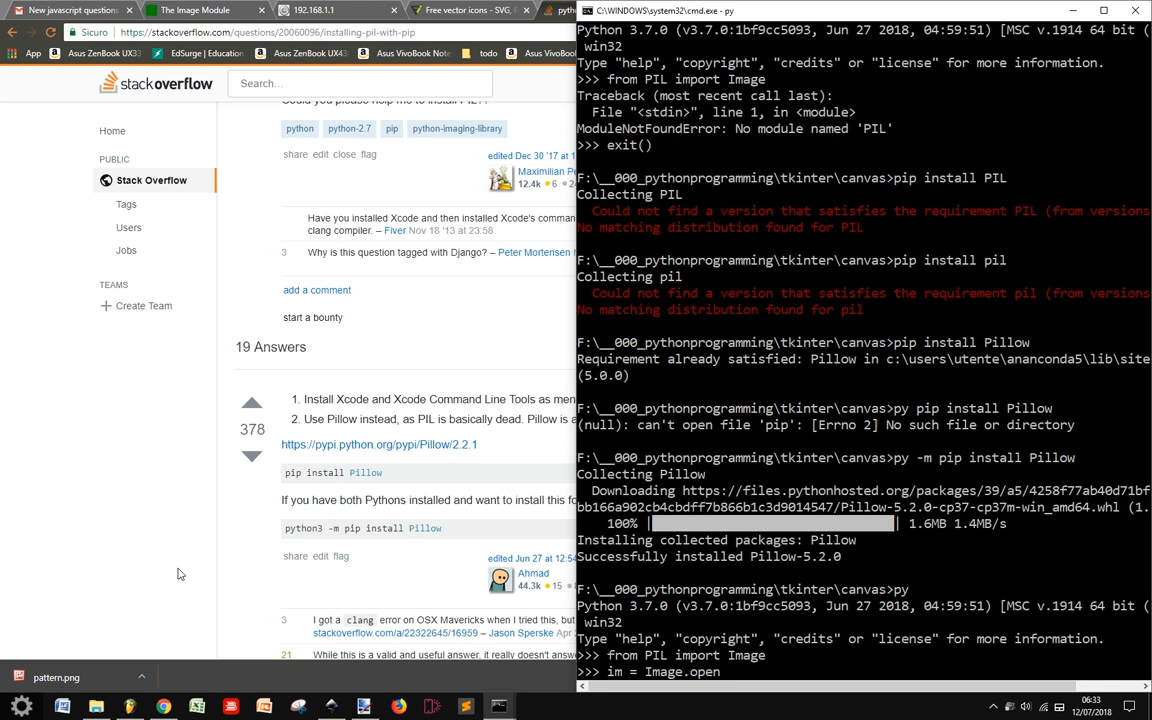 New javascript questions
The Image Module
192.168.1.1
Free vector icons - SVG,
pytho
Sicuro
https://stackoverflow.com/questions/20060096/installing-pil-with-pip
App
Asus ZenBook UX33
EdSurge | Education
Asus ZenBook UX43
Asus VivoBook Note
todo
Asus VivoBo
stackoverflow
Search...
Home
PUBLIC
Stack Overflow
Tags
Users
Jobs
TEAMS
Create Team
Could you please help me to install PIL??
python
python-2.7
pip
python-imaging-library
share edit close flag
edited Dec 30 '17 at 1
Maximilian Pe
12.4k 6 2
Have you installed Xcode and then installed Xcode's comman
clang compiler. – Fiver Nov 18 '13 at 23:58
3 Why is this question tagged with Django? – Peter Mortensen
add a comment
start a bounty
19 Answers
378
1. Install Xcode and Xcode Command Line Tools as men
2. Use Pillow instead, as PIL is basically dead. Pillow is a
https://pypi.python.org/pypi/Pillow/2.2.1
pip install Pillow
If you have both Pythons installed and want to install this fo
python3 -m pip install Pillow
share edit flag
edited Jun 27 at 12:54
Ahmad
44.3k 15
3 I got a clang error on OSX Mavericks when I tried this, but
stackoverflow.com/a/22322645/16959 – Jason Sperske Apr
21 While this is a valid and useful answer, it really doesn't answ
pattern.png
C:\WINDOWS\system32\cmd.exe - py
Python 3.7.0 (v3.7.0:1bf9cc5093, Jun 27 2018, 04:59:51) [MSC v.1914 64 bit (
win32
Type "help", "copyright", "credits" or "license" for more information.
>>> from PIL import Image
Traceback (most recent call last):
File "<stdin>", line 1, in <module>
ModuleNotFoundError: No module named 'PIL'
>>> exit()
F:\__000_pythonprogramming\tkinter\canvas>pip install PIL
Collecting PIL
Could not find a version that satisfies the requirement PIL (from versions
No matching distribution found for PIL
F:\__000_pythonprogramming\tkinter\canvas>pip install pil
Collecting pil
Could not find a version that satisfies the requirement pil (from versions
No matching distribution found for pil
F:\__000_pythonprogramming\tkinter\canvas>pip install Pillow
Requirement already satisfied: Pillow in c:\users\utente\ananconda5\lib\site
(5.0.0)
F:\__000_pythonprogramming\tkinter\canvas>py pip install Pillow
(null): can't open file 'pip': [Errno 2] No such file or directory
F:\__000_pythonprogramming\tkinter\canvas>py -m pip install Pillow
Collecting Pillow
Downloading https://files.pythonhosted.org/packages/39/a5/4258f77ab40d71bf
bb166a902cb4cbdff7b866b1c3d9014547/Pillow-5.2.0-cp37-cp37m-win_amd64.whl (1.
100% | | 1.6MB 1.4MB/s
Installing collected packages: Pillow
Successfully installed Pillow-5.2.0
F:\__000_pythonprogramming\tkinter\canvas>py
Python 3.7.0 (v3.7.0:1bf9cc5093, Jun 27 2018, 04:59:51) [MSC v.1914 64 bit (
win32
Type "help", "copyright", "credits" or "license" for more information.
>>> from PIL import Image
>>> im = Image.open
06:33
12/07/2018